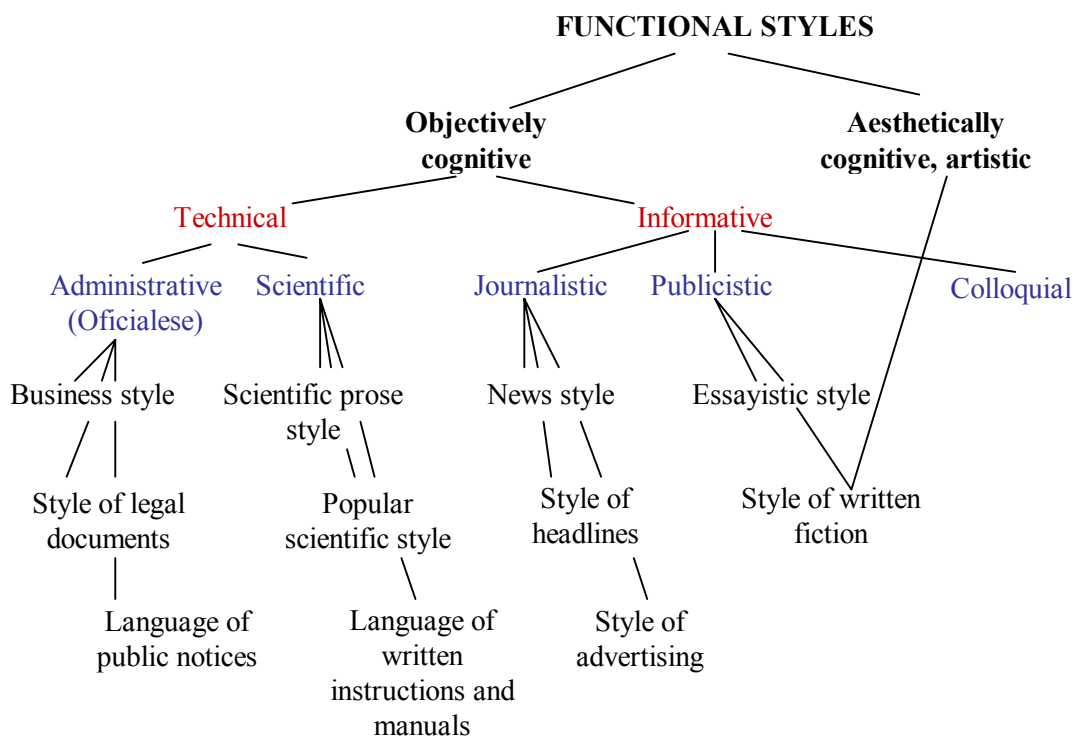 FUNCTIONAL STYLES
Objectively
cognitive
Aesthetically
cognitive, artistic
Technical
Informative
Administrative
(Oficialese)
Scientific
Journalistic
Publicistic
Colloquial
Business style
Scientific prose
style
News style
Essayistic style
Style of legal
documents
Popular
scientific style
Style of
headlines
Style of written
fiction
Language of
public notices
Language of
written
instructions and
manuals
Style of
advertising